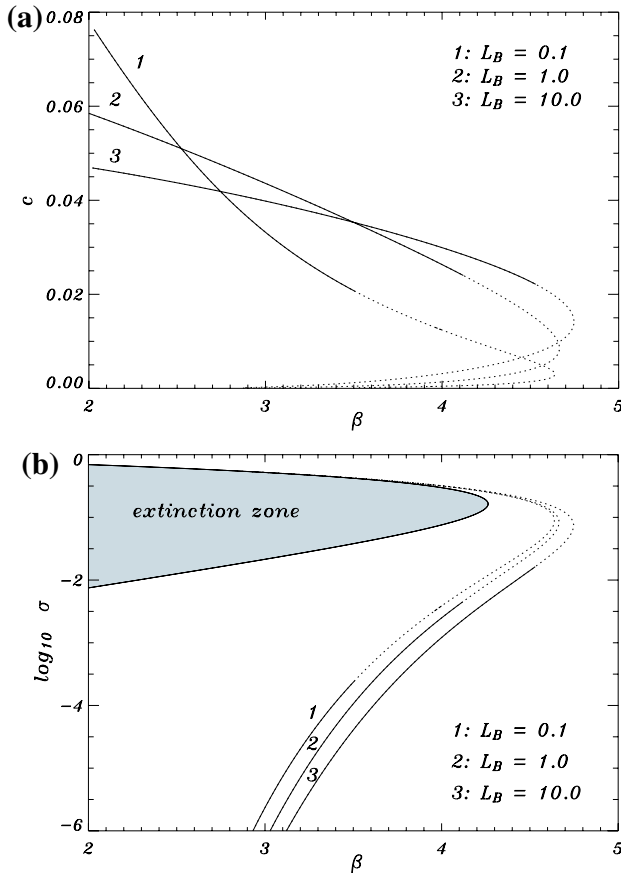 (a)
0.08
0.06
0.04
0.02
0.00
c
1
2
3
1: L_B = 0.1
2: L_B = 1.0
3: L_B = 10.0
2 3 4 5
β
(b)
0
−2
−4
−6
log₁₀ σ
extinction zone
1
2
3
1: L_B = 0.1
2: L_B = 1.0
3: L_B = 10.0
2 3 4 5
β